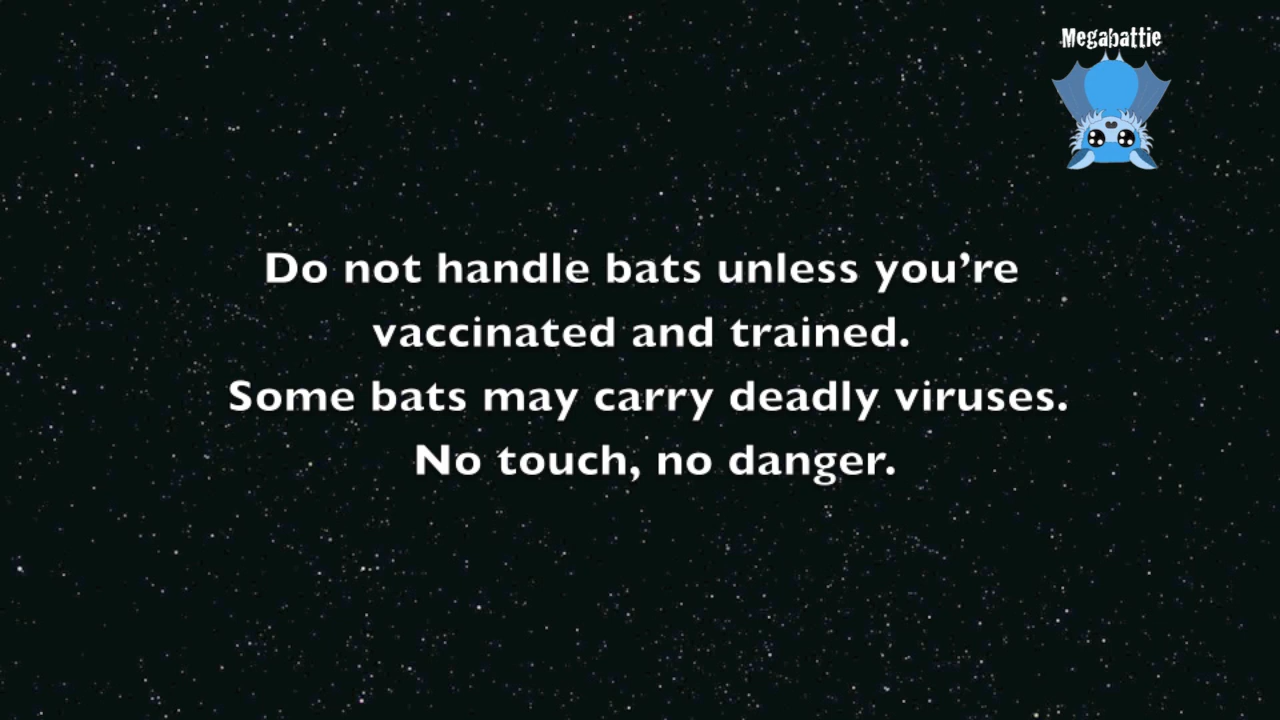 Megabattie
Do not handle bats unless you’re
vaccinated and trained.
Some bats may carry deadly viruses.
No touch, no danger.